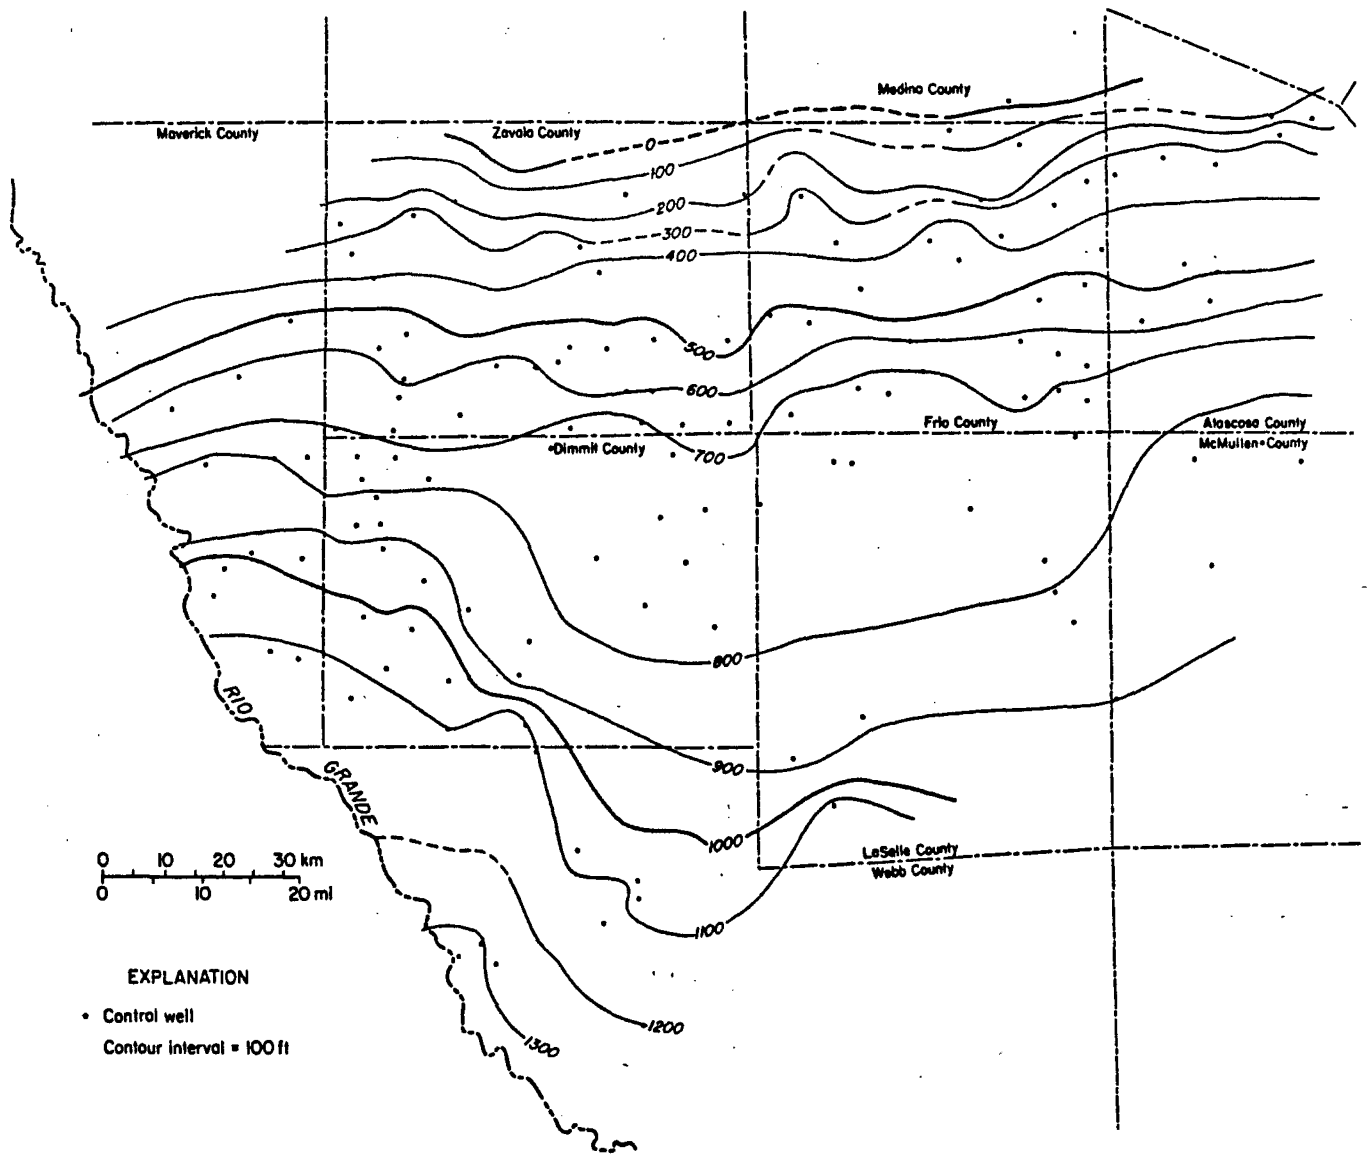 Medina County
Maverick County
Zavala County
0
100
200
300
400
500
600
Frio County
Atascosa County
McMullen County
Dimmit County
700
800
RIO
GRANDE
900
1000
LaSalle County
Webb County
0 10 20 30 km
0 10 20 mi
1100
EXPLANATION
Control well
Contour interval = 100 ft
1200
1300